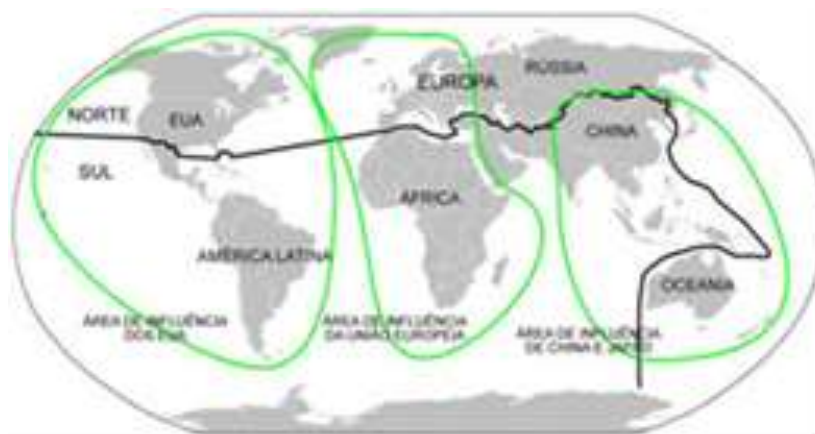 NORTE
EUA
SUL
AMÉRICA LATINA
ÁREA DE INFLUÊNCIA
DOS EUA
EUROPA
ÁFRICA
ÁREA DE INFLUÊNCIA
DA UNIÃO EUROPEIA
RÚSSIA
CHINA
OCEANIA
ÁREA DE INFLUÊNCIA
DE CHINA E JAPÃO